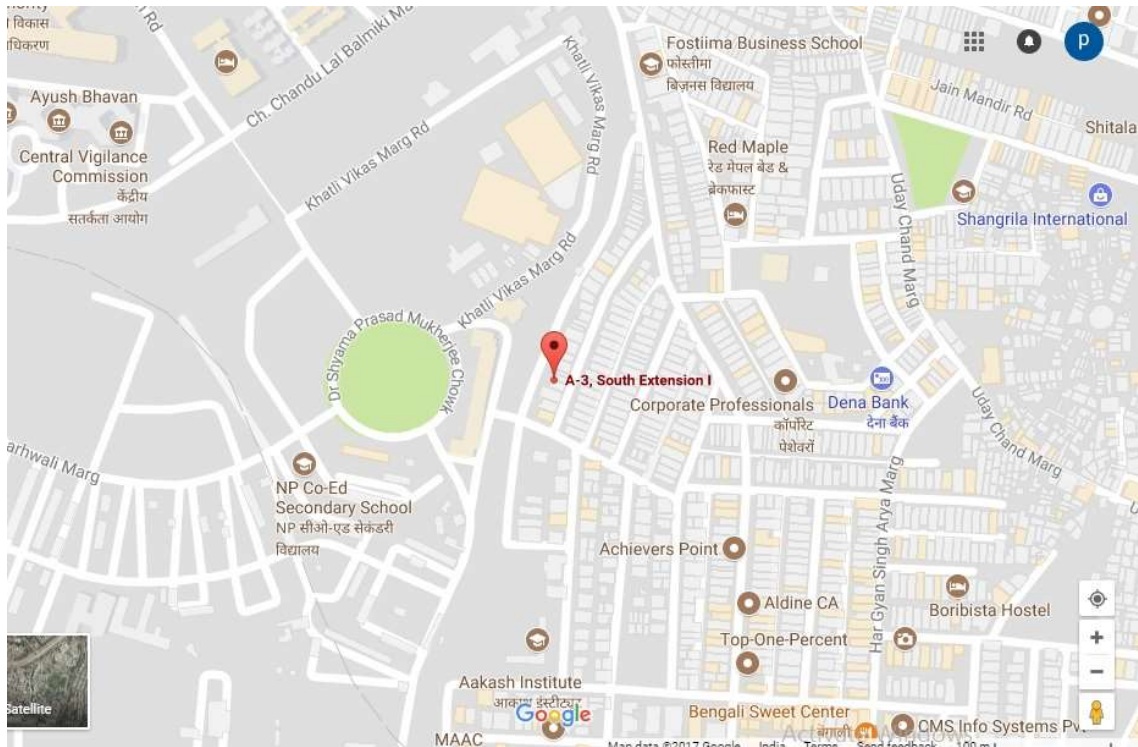 विकास
धिकरण
Ayush Bhavan
Central Vigilance
Commission
केंद्रीय
सतर्कता आयोग
Ch. Chandu Lal Balmiki Marg
Rd
Khatli Vikas Marg Rd
Khatli Vikas Marg Rd
Khatli Vikas Marg Rd
Fostiima Business School
फोस्तीमा
बिज़नस विद्यालय
p
Jain Mandir Rd
Shitala
Red Maple
रेड मेपल बेड &
ब्रेकफास्ट
Uday Chand Marg
Shangrila International
Dr Shyama Prasad Mukherjee Chowk
A-3, South Extension I
Corporate Professionals
कॉर्पोरेट
पेशेवरों
Dena Bank
देना बैंक
Uday Chand Marg
arhwali Marg
NP Co-Ed
Secondary School
NP सीओ-एड सेकंडरी
विद्यालय
Har Gyan Singh Arya Marg
Achievers Point
Aldine CA
Boribista Hostel
Top-One-Percent
+
−
Satellite
Aakash Institute
आकाश इंस्टीट्यूट
Google
Bengali Sweet Center
बंगाली
CMS Info Systems Pvt
MAAC
Map data ©2017 Google India Terms Send feedback 100 m